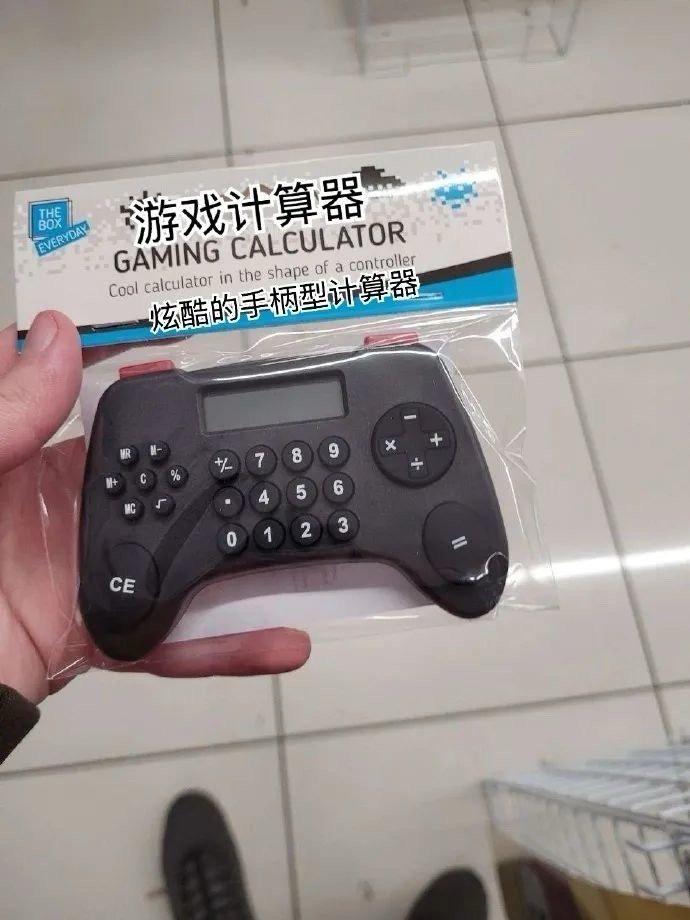 THE
BOX
EVERYDAY
游戏计算器
GAMING CALCULATOR
Cool calculator in the shape of a controller
炫酷的手柄型计算器
MR M-
M+ C %
MC √
+/- 7 8 9
. 4 5 6
0 1 2 3
-
× +
÷
CE
=